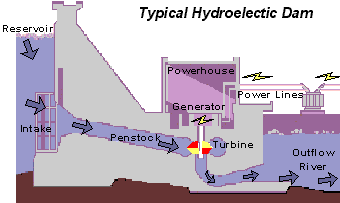 Typical Hydroelectic Dam
Reservoir
Powerhouse
Power Lines
Generator
Intake
Penstock
Turbine
Outflow
River